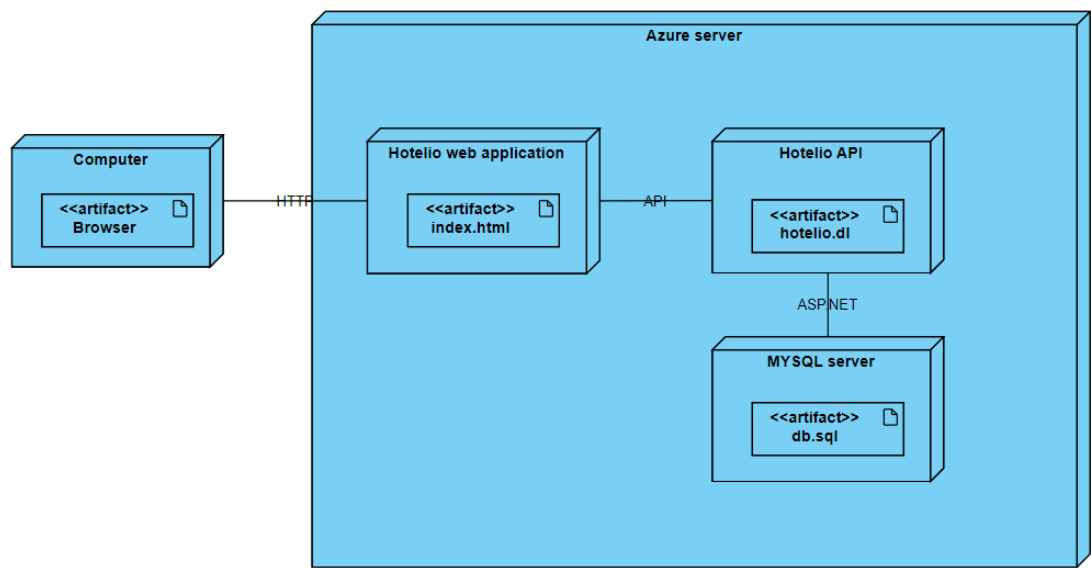 Azure server
Computer
<<artifact>>
Browser
HTTP
Hotelio web application
<<artifact>>
index.html
API
Hotelio API
<<artifact>>
hotelio.dl
ASP.NET
MYSQL server
<<artifact>>
db.sql